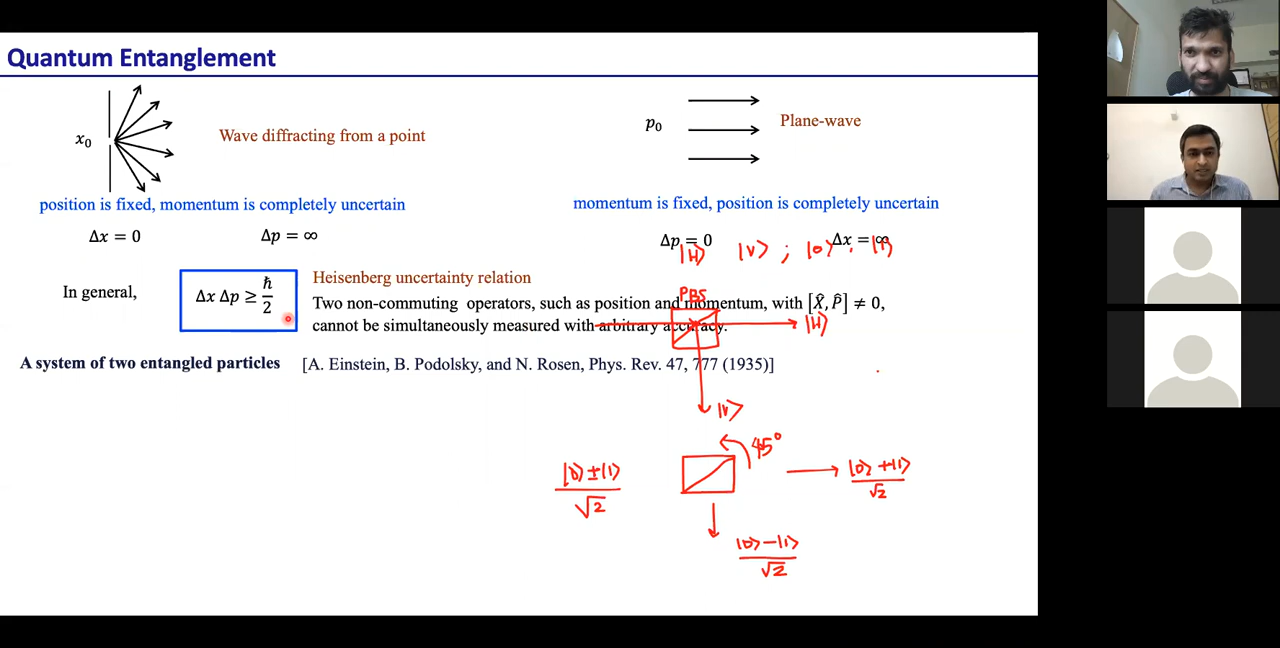 Quantum Entanglement
x₀
Wave diffracting from a point
p₀
Plane-wave
position is fixed, momentum is completely uncertain
momentum is fixed, position is completely uncertain
Δx = 0
Δp = ∞
Δp = 0
Δx = ∞
|H⟩ |V⟩ ; |0⟩, |1⟩
In general,
Δx Δp ≥ ℏ/2
Heisenberg uncertainty relation
PBS
Two non-commuting operators, such as position and momentum, with [X̂, P̂] ≠ 0,
cannot be simultaneously measured with arbitrary accuracy.
|H⟩
A system of two entangled particles [A. Einstein, B. Podolsky, and N. Rosen, Phys. Rev. 47, 777 (1935)]
|V⟩
45°
|0⟩ ± |1⟩
√2
|0⟩ + |1⟩
√2
|0⟩ − |1⟩
√2